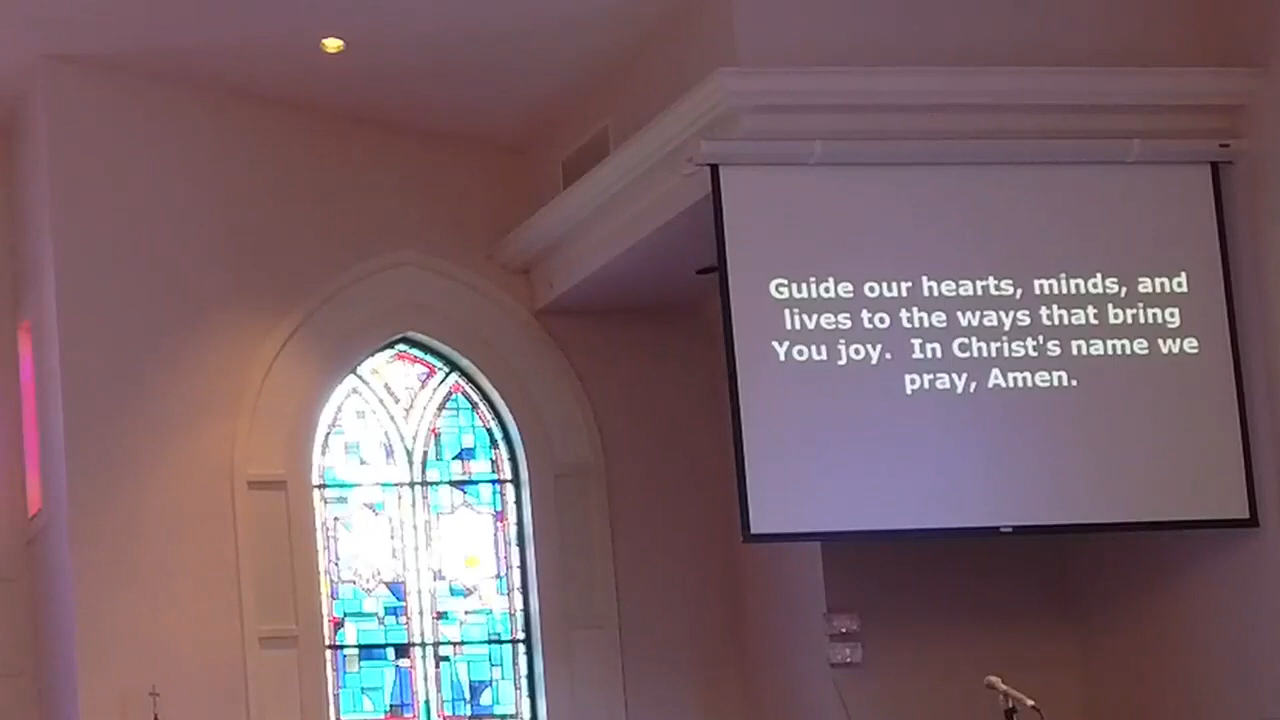 Guide our hearts, minds, and
lives to the ways that bring
You joy.  In Christ's name we
pray, Amen.